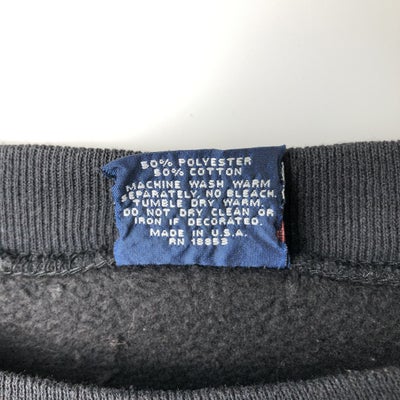 50% POLYESTER
50% COTTON
MACHINE WASH WARM
SEPARATELY, NO BLEACH.
TUMBLE DRY WARM.
DO NOT DRY CLEAN OR
IRON IF DECORATED.
MADE IN U.S.A.
RN 18853